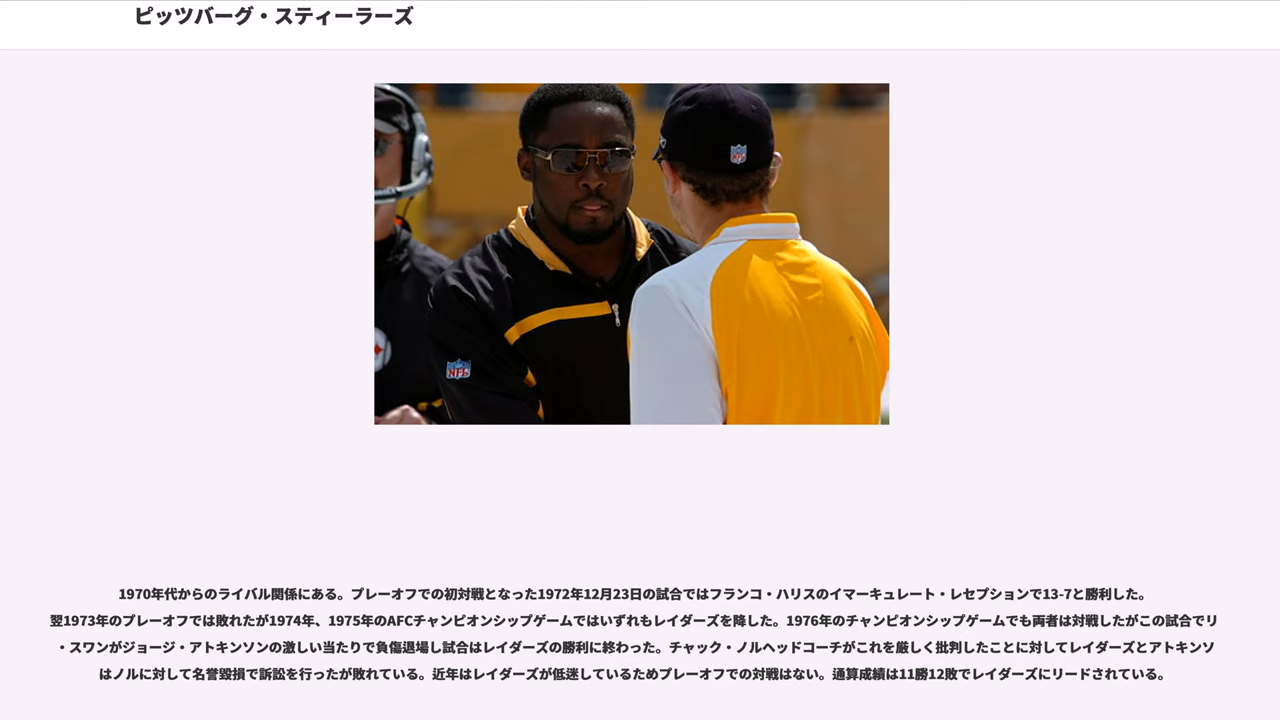 ピッツバーグ・スティーラーズ
NFL
NFL
1970年代からのライバル関係にある。プレーオフでの初対戦となった1972年12月23日の試合ではフランコ・ハリスのイマーキュレート・レセプションで13-7と勝利した。
翌1973年のプレーオフでは敗れたが1974年、1975年のAFCチャンピオンシップゲームではいずれもレイダーズを降した。1976年のチャンピオンシップゲームでも両者は対戦したがこの試合でリ
・スワンがジョージ・アトキンソンの激しい当たりで負傷退場し試合はレイダーズの勝利に終わった。チャック・ノルヘッドコーチがこれを厳しく批判したことに対してレイダーズとアトキンソ
はノルに対して名誉毀損で訴訟を行ったが敗れている。近年はレイダーズが低迷しているためプレーオフでの対戦はない。通算成績は11勝12敗でレイダーズにリードされている。